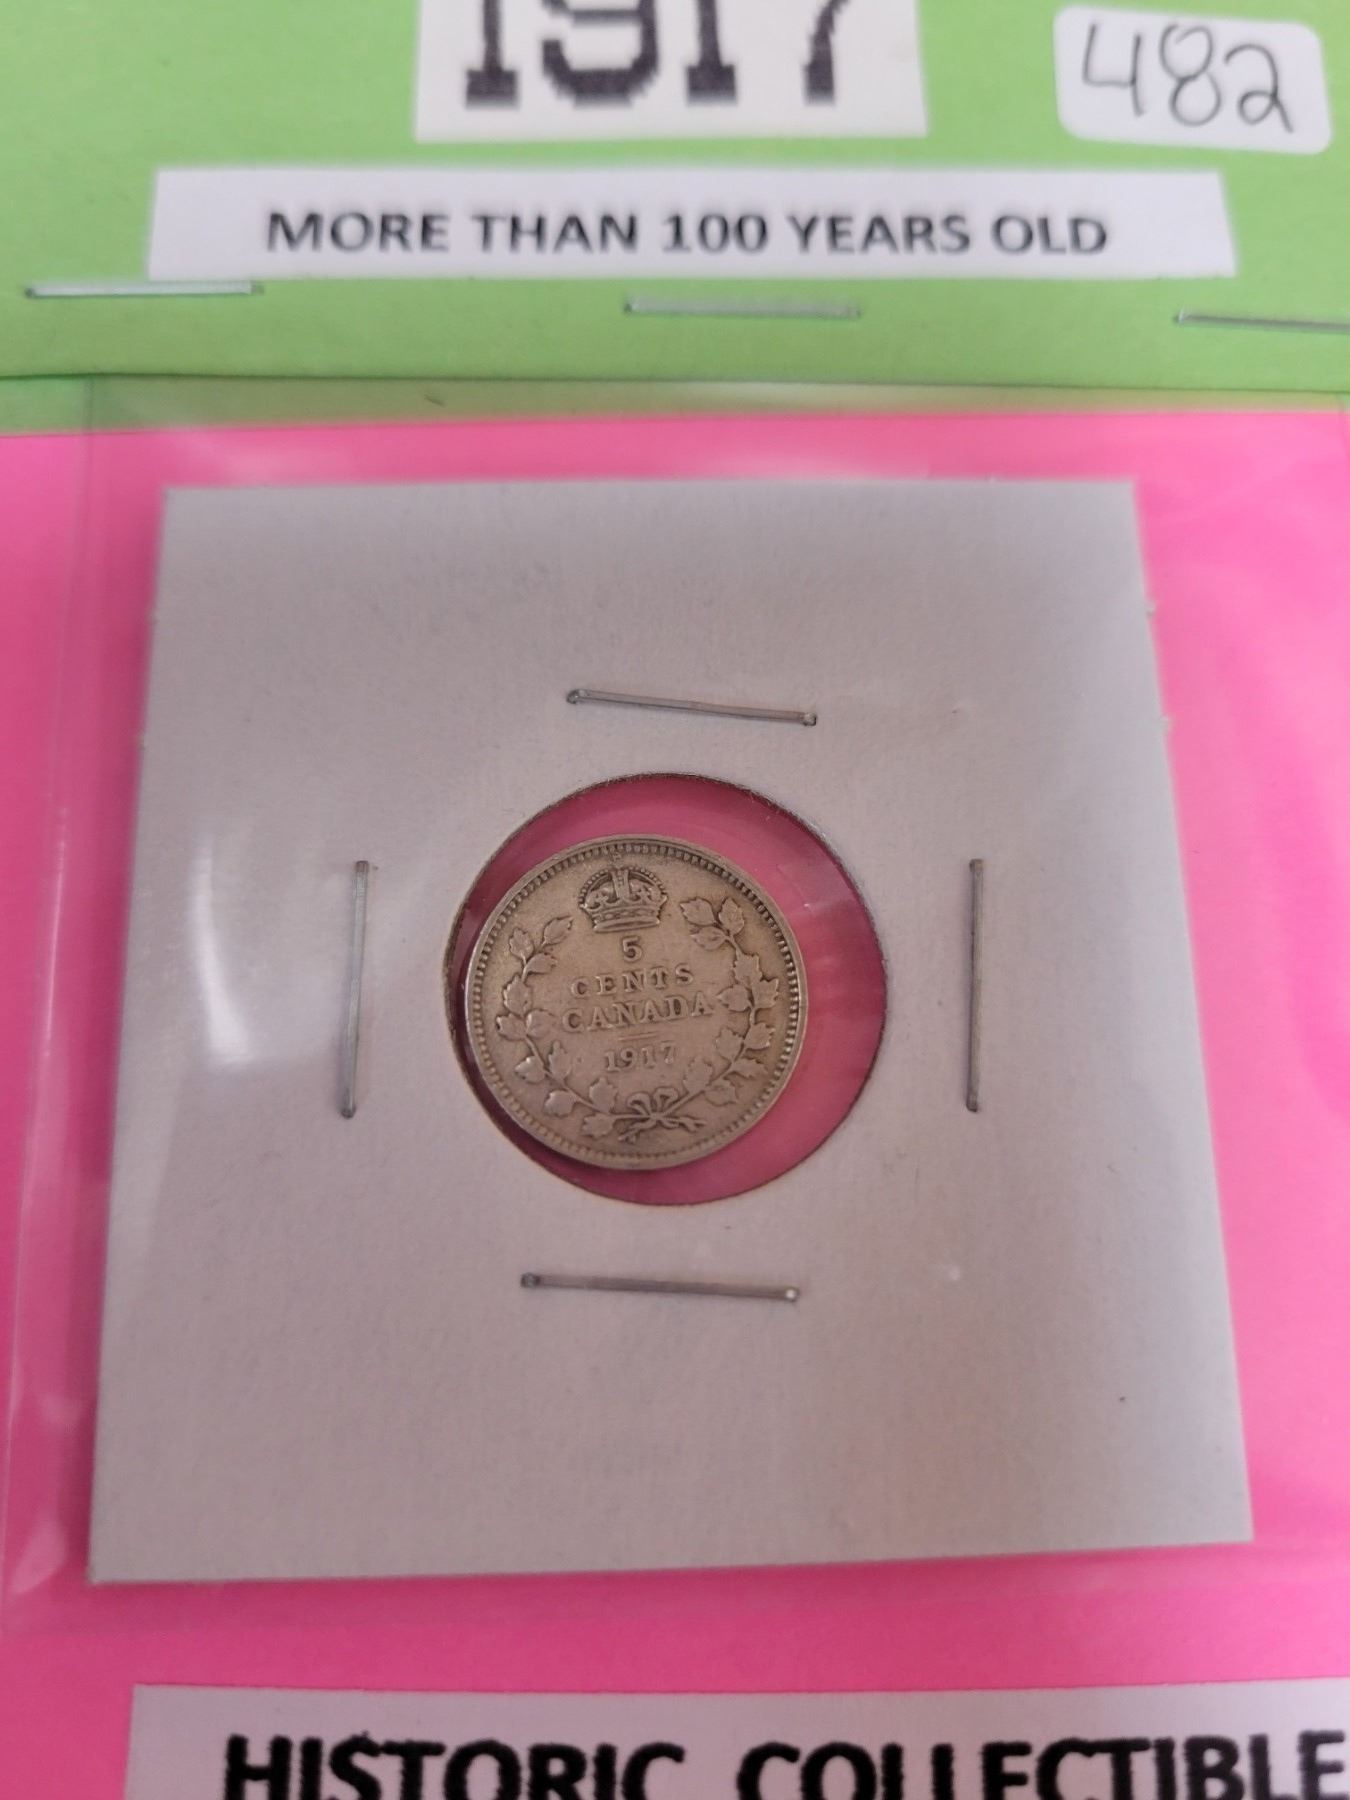 1917
482
MORE THAN 100 YEARS OLD
5
CENTS
CANADA
1917
HISTORIC COLLECTIBLE